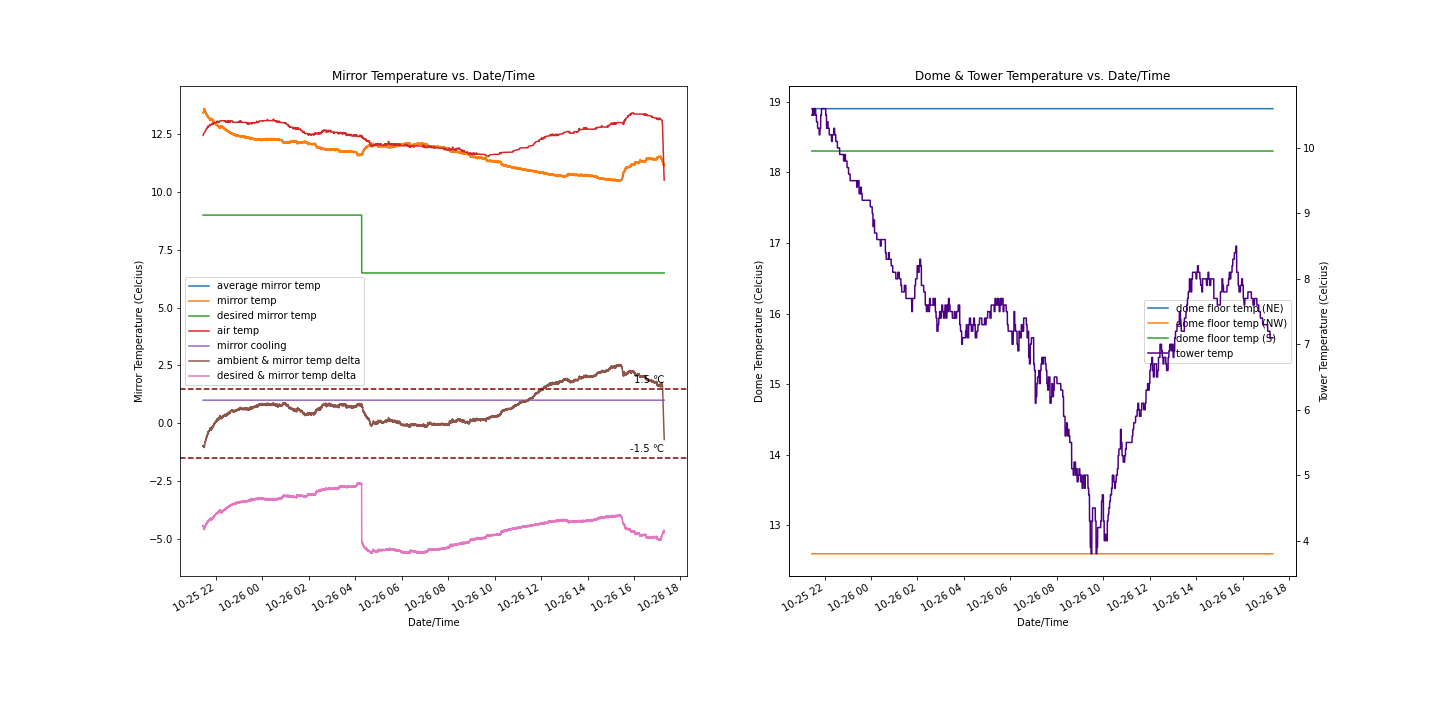 Mirror Temperature vs. Date/Time
Mirror Temperature (Celcius)
12.5
10.0
7.5
5.0
2.5
0.0
−2.5
−5.0
average mirror temp
mirror temp
desired mirror temp
air temp
mirror cooling
ambient & mirror temp delta
desired & mirror temp delta
1.5 °C
-1.5 °C
10-25 22
10-26 00
10-26 02
10-26 04
10-26 06
10-26 08
10-26 10
10-26 12
10-26 14
10-26 16
10-26 18
Date/Time
Dome & Tower Temperature vs. Date/Time
Dome Temperature (Celcius)
19
18
17
16
15
14
13
dome floor temp (NE)
dome floor temp (NW)
dome floor temp (S)
tower temp
10
9
8
7
6
5
4
Tower Temperature (Celcius)
10-25 22
10-26 00
10-26 02
10-26 04
10-26 06
10-26 08
10-26 10
10-26 12
10-26 14
10-26 16
10-26 18
Date/Time